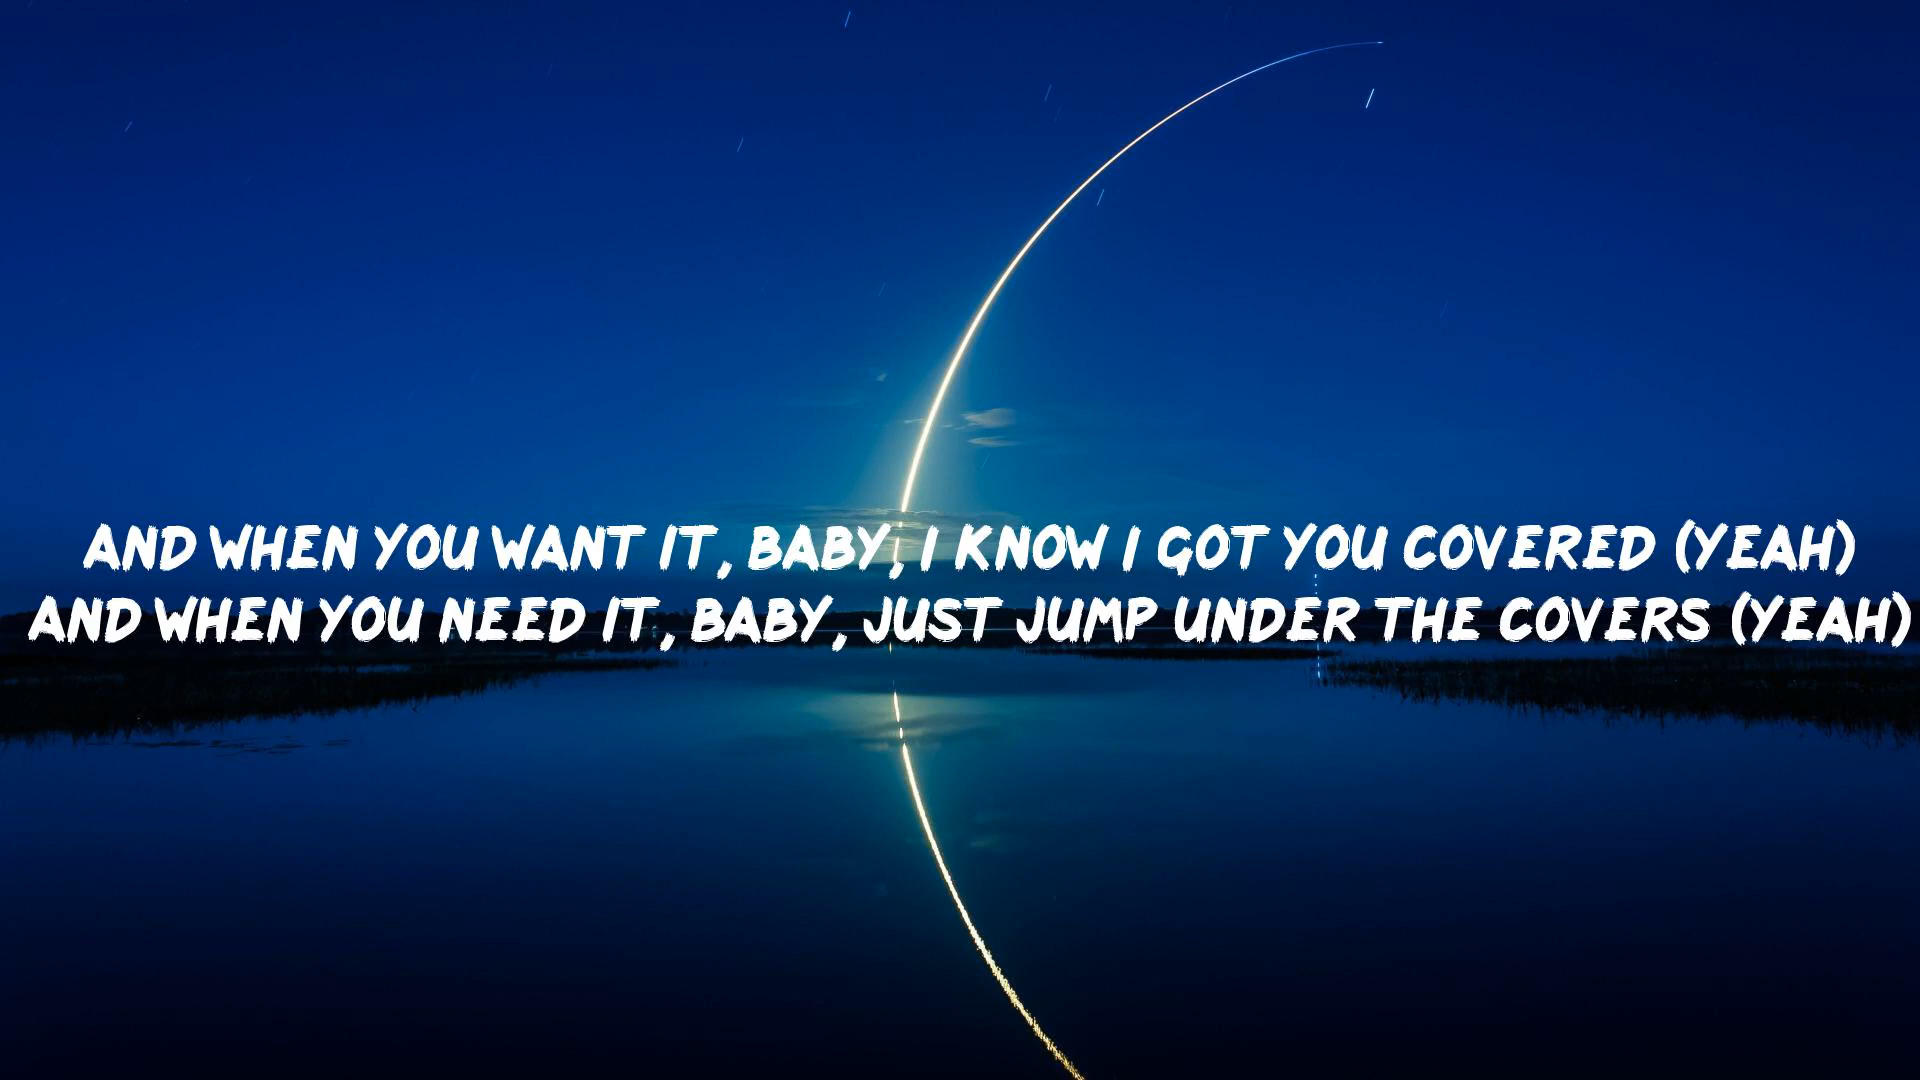 AND WHEN YOU WANT IT, BABY, I KNOW I GOT YOU COVERED (YEAH)
AND WHEN YOU NEED IT, BABY, JUST JUMP UNDER THE COVERS (YEAH)